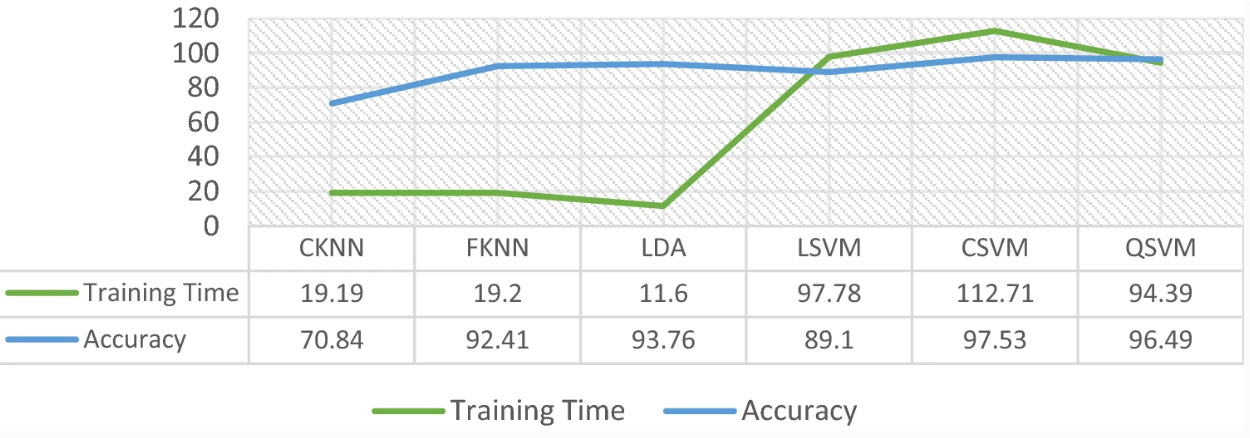 120
100
80
60
40
20
0
CKNN FKNN LDA LSVM CSVM QSVM
Training Time 19.19 19.2 11.6 97.78 112.71 94.39
Accuracy 70.84 92.41 93.76 89.1 97.53 96.49
Training Time Accuracy